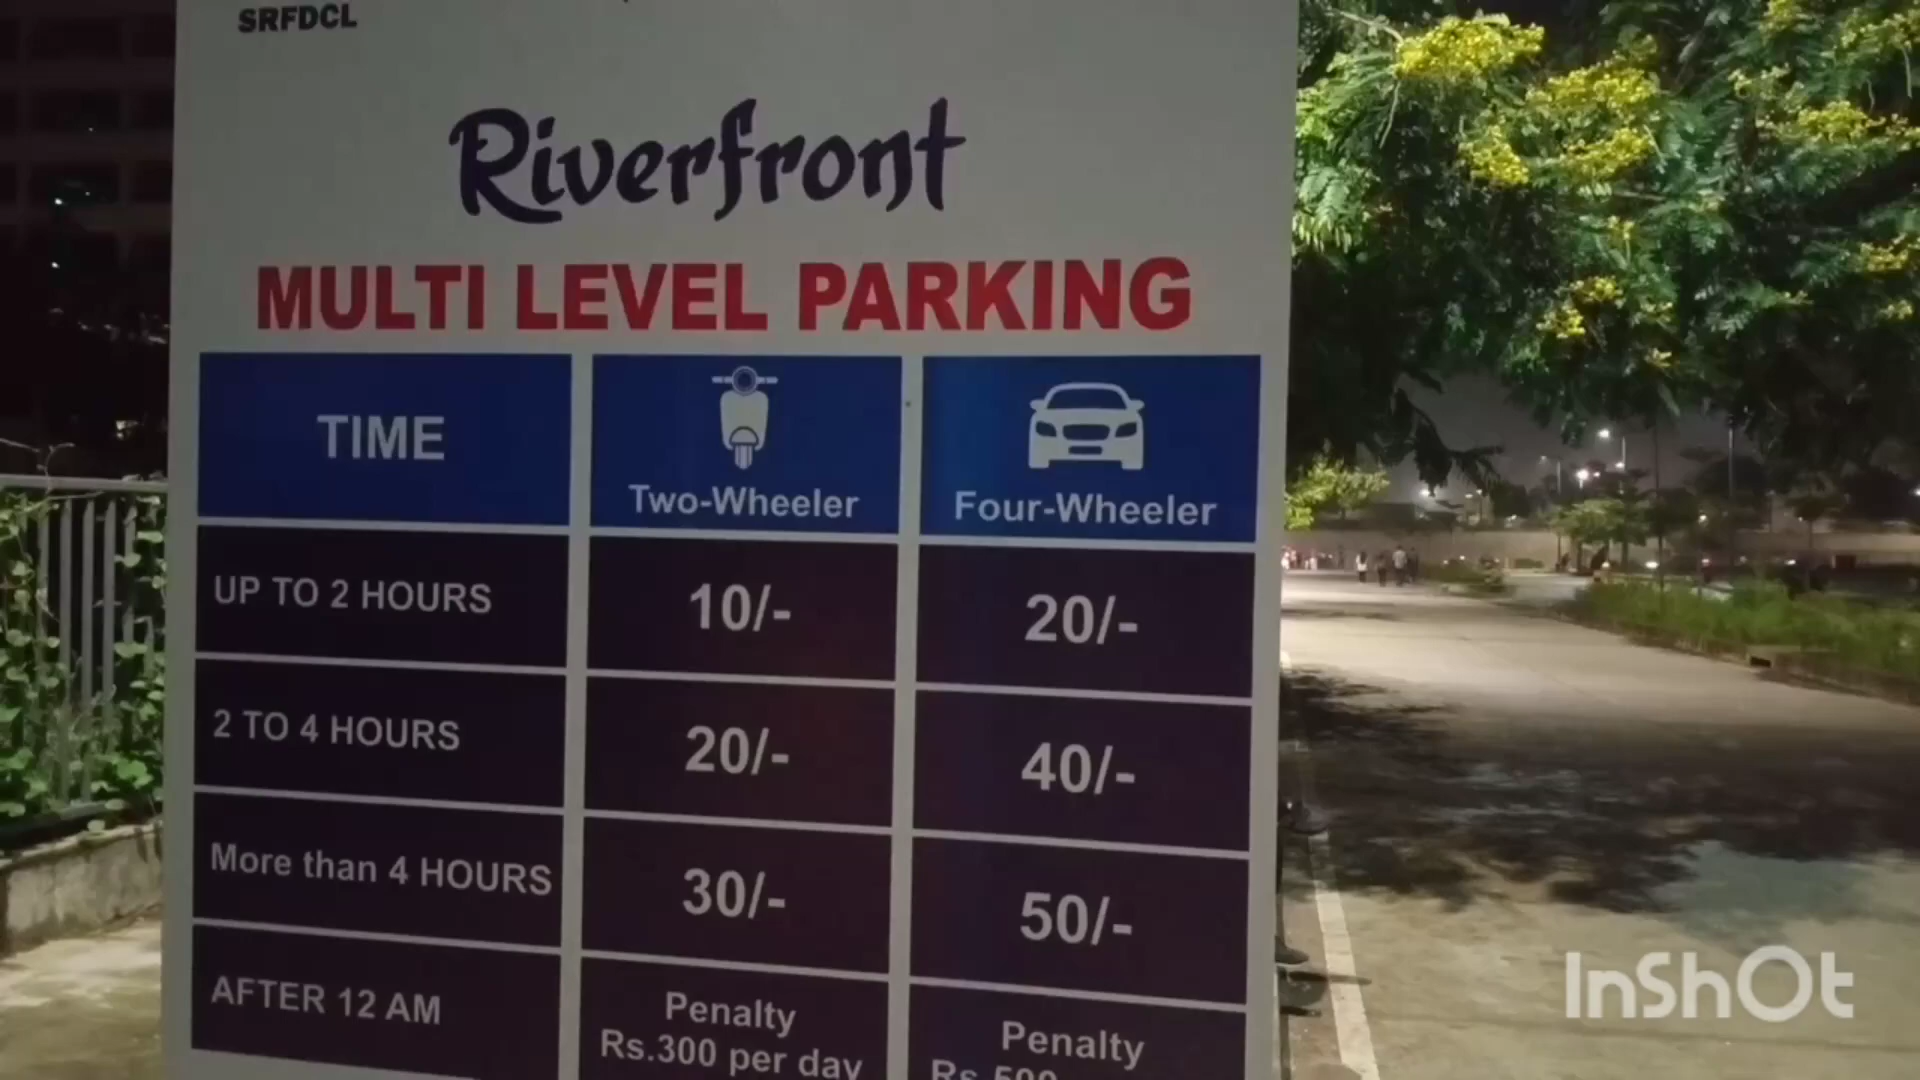 SRFDCL
Riverfront
MULTI LEVEL PARKING
TIME Two-Wheeler Four-Wheeler
UP TO 2 HOURS 10/- 20/-
2 TO 4 HOURS 20/- 40/-
More than 4 HOURS 30/- 50/-
AFTER 12 AM Penalty Rs.300 per day Penalty Rs.500
InShOt